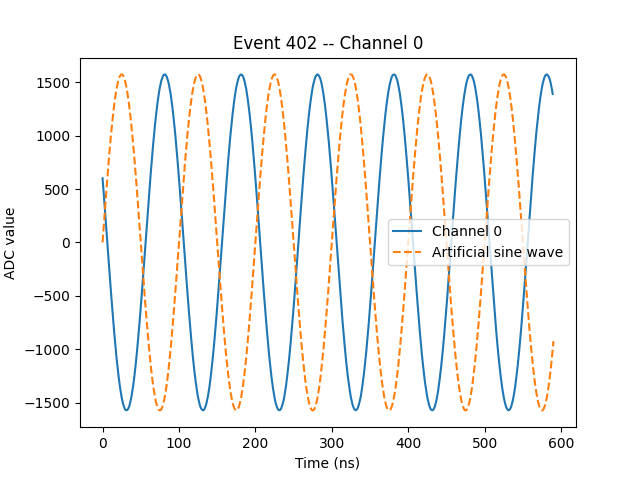 Event 402 -- Channel 0
ADC value
1500
1000
500
0
−500
−1000
−1500
Channel 0
Artificial sine wave
0
100
200
300
400
500
600
Time (ns)